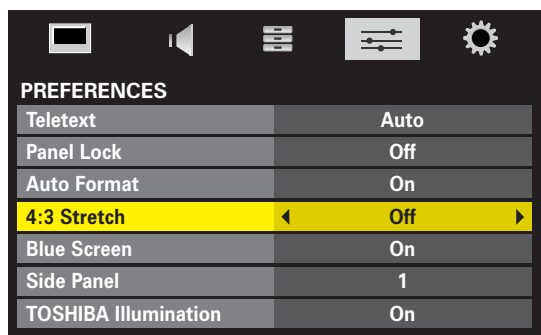 PREFERENCES
Teletext Auto
Panel Lock Off
Auto Format On
4:3 Stretch Off
Blue Screen On
Side Panel 1
TOSHIBA Illumination On